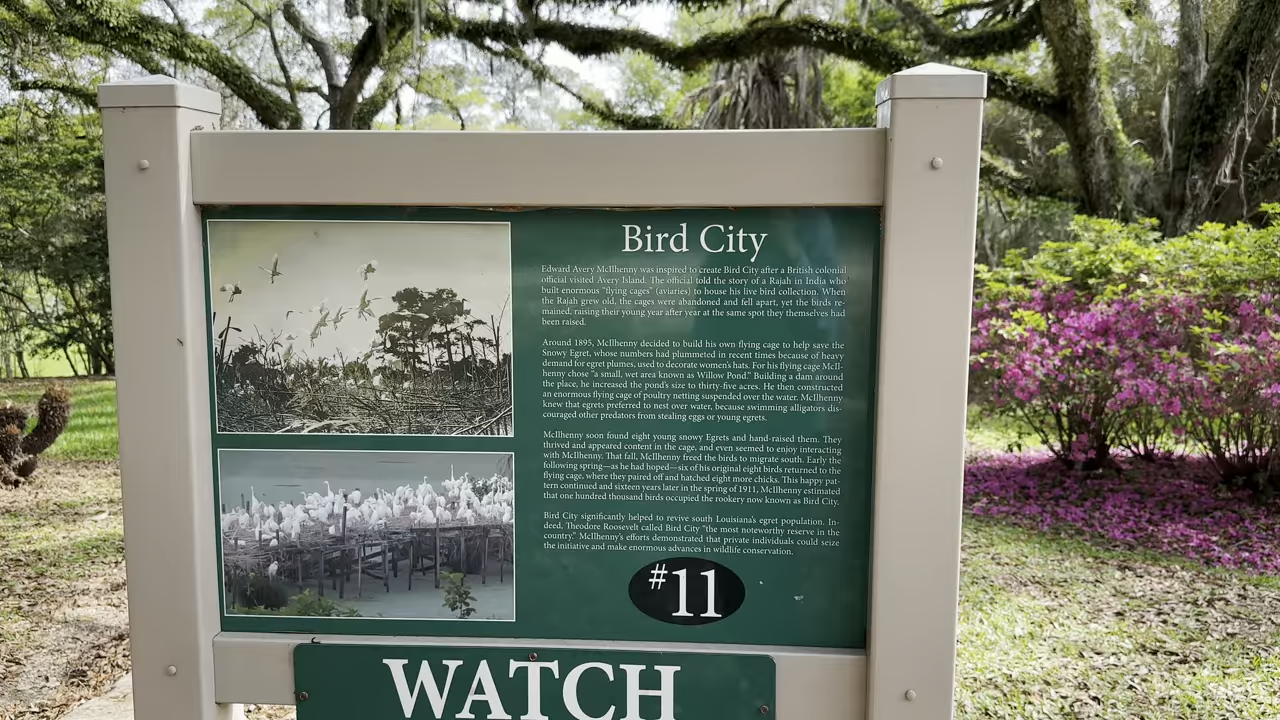 Bird City
Edward Avery McIlhenny was inspired to create Bird City after a British colonial
official visited Avery Island. The official told the story of a Rajah in India who
built enormous "flying cages" (aviaries) to house his live bird collection. When
the Rajah grew old, the cages were abandoned and fell apart, yet the birds re-
mained, raising their young year after year at the same spot they themselves had
been raised.
Around 1895, McIlhenny decided to build his own flying cage to help save the
Snowy Egret, whose numbers had plummeted in recent times because of heavy
demand for egret plumes, used to decorate women's hats. For his flying cage McIl-
henny chose "a small, wet area known as Willow Pond." Building a dam around
the place, he increased the pond's size to thirty-five acres. He then constructed
an enormous flying cage of poultry netting suspended over the water. McIlhenny
knew that egrets preferred to nest over water, because swimming alligators dis-
couraged other predators from stealing eggs or young egrets.
McIlhenny soon found eight young snowy Egrets and hand-raised them. They
thrived and appeared content in the cage, and even seemed to enjoy interacting
with McIlhenny. That fall, McIlhenny freed the birds to migrate south. Early the
following spring—as he had hoped—six of his original eight birds returned to the
flying cage, where they paired off and hatched eight more chicks. This happy pat-
tern continued and sixteen years later in the spring of 1911, McIlhenny estimated
that one hundred thousand birds occupied the rookery now known as Bird City.
Bird City significantly helped to revive south Louisiana's egret population. In-
deed, Theodore Roosevelt called Bird City "the most noteworthy reserve in the
country." McIlhenny's efforts demonstrated that private individuals could seize
the initiative and make enormous advances in wildlife conservation.
#11
WATCH